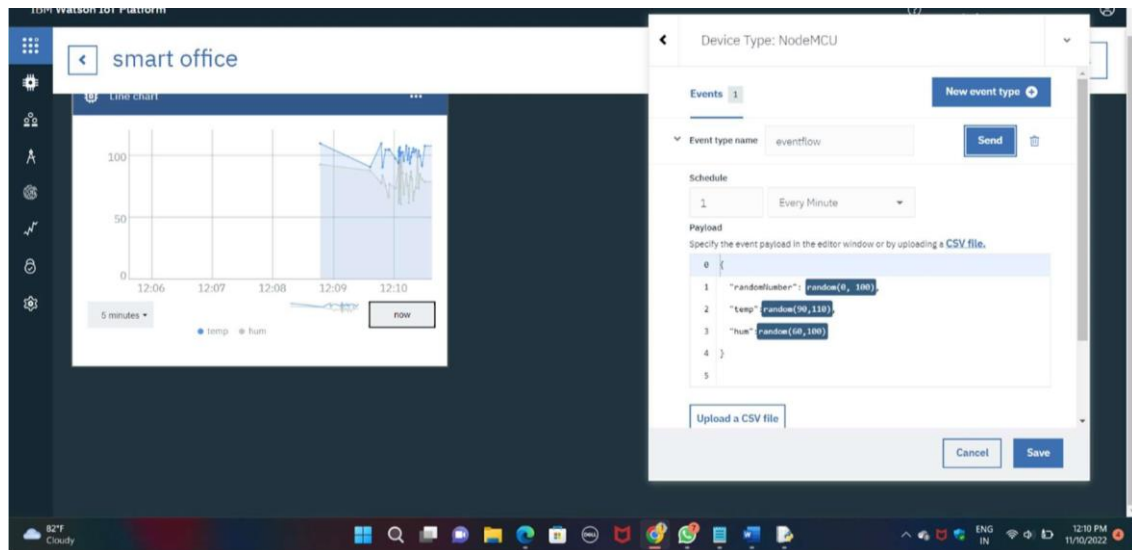 IBM Watson IoT Platform
smart office
Line chart
100
50
0
12:06 12:07 12:08 12:09 12:10
5 minutes
now
temp hum
Device Type: NodeMCU
Events 1
New event type
Event type name eventflow Send
Schedule
1 Every Minute
Payload
Specify the event payload in the editor window or by uploading a CSV file.
0 {
1 "randomNumber": random(0, 100),
2 "temp":random(90,110),
3 "hum":random(60,100)
4 }
5
Upload a CSV file
Cancel Save
82°F
Cloudy
DELL
ENG
IN
12:10 PM
11/10/2022